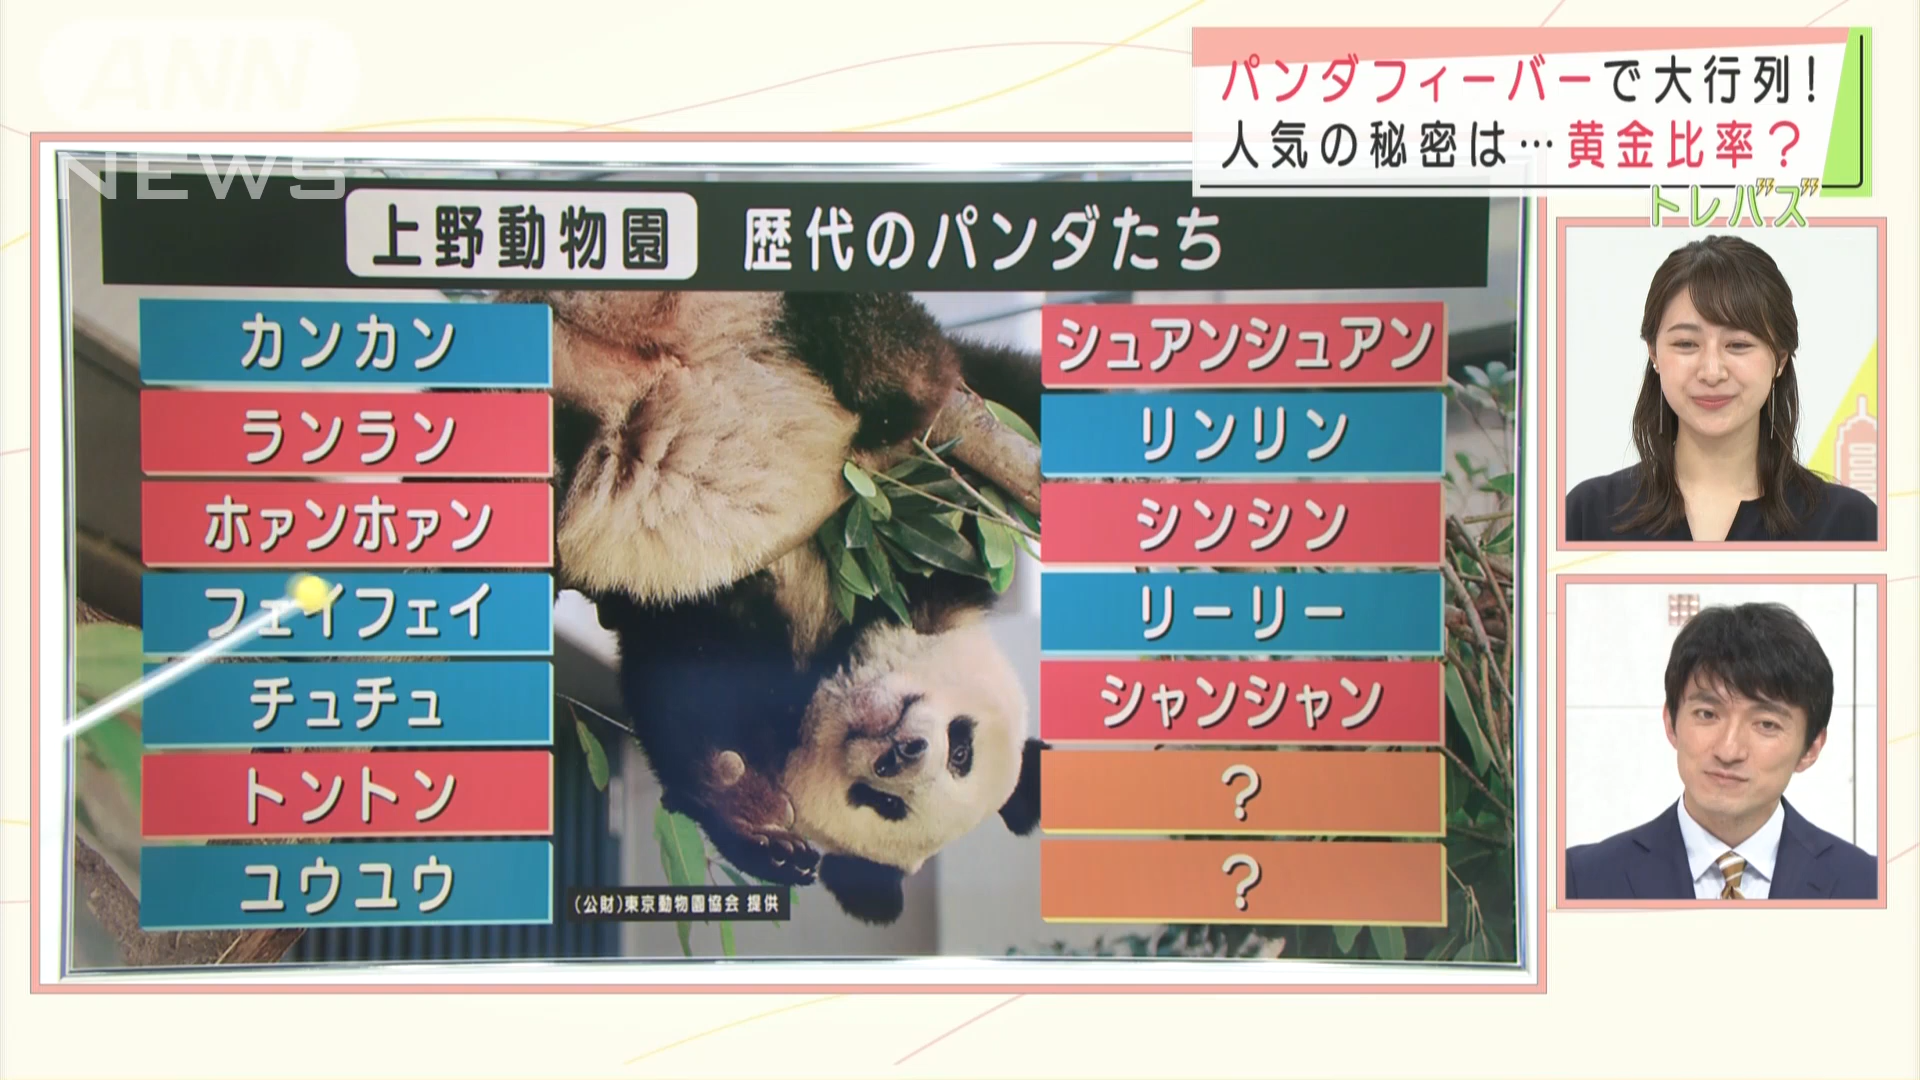 ANN
NEWS
パンダフィーバーで大行列！
人気の秘密は…黄金比率？
トレバズ
上野動物園 歴代のパンダたち
カンカン
ランラン
ホァンホァン
フェイフェイ
チュチュ
トントン
ユウユウ
シュアンシュアン
リンリン
シンシン
リーリー
シャンシャン
？
？
（公財）東京動物園協会 提供